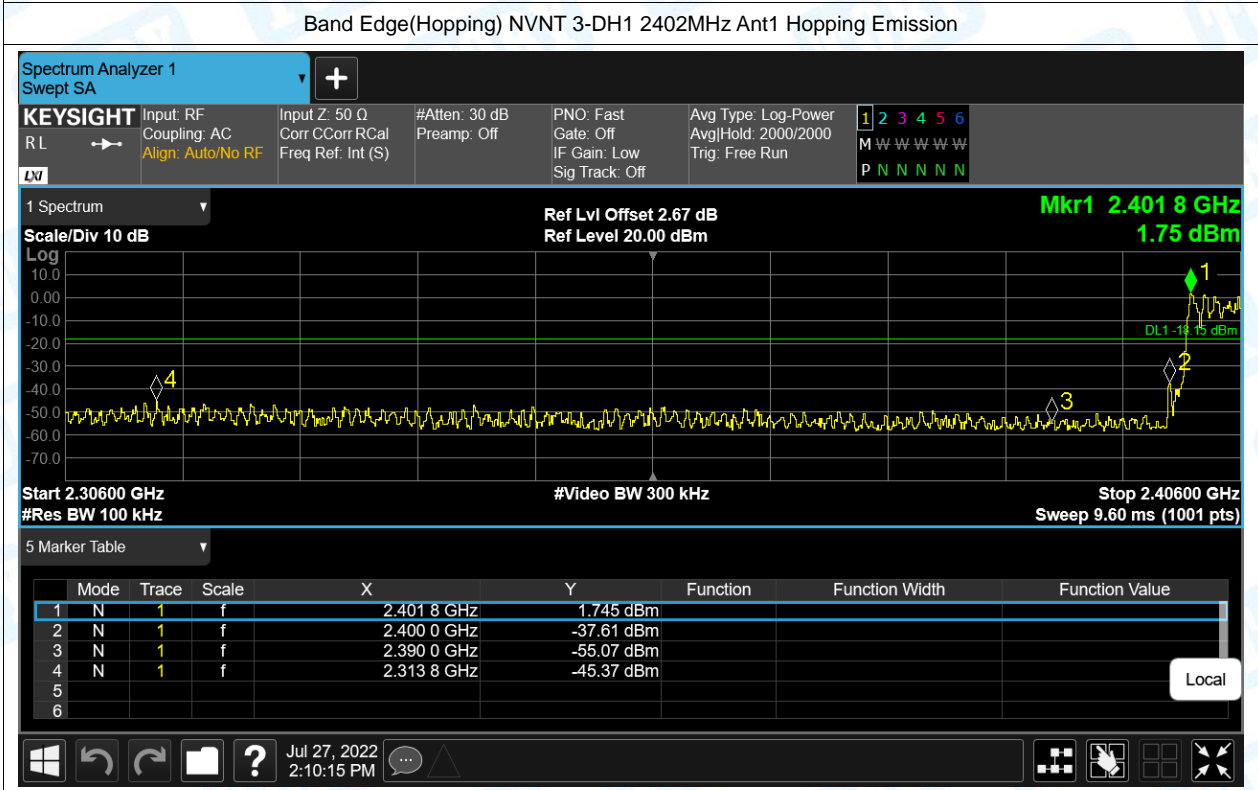 Band Edge(Hopping) NVNT 3-DH1 2402MHz Ant1 Hopping Emission
Spectrum Analyzer 1
Swept SA
KEYSIGHT
R L
LXI
Input: RF
Coupling: AC
Align: Auto/No RF
Input Z: 50 Ω
Corr CCorr RCal
Freq Ref: Int (S)
#Atten: 30 dB
Preamp: Off
PNO: Fast
Gate: Off
IF Gain: Low
Sig Track: Off
Avg Type: Log-Power
Avg|Hold: 2000/2000
Trig: Free Run
1 2 3 4 5 6
M W W W W W
P N N N N N
1 Spectrum
Scale/Div 10 dB
Ref Lvl Offset 2.67 dB
Ref Level 20.00 dBm
Mkr1 2.401 8 GHz
1.75 dBm
Log
10.0
0.00
-10.0
-20.0
-30.0
-40.0
-50.0
-60.0
-70.0
1
DL1 -18.15 dBm
2
4
3
Start 2.30600 GHz
#Video BW 300 kHz
Stop 2.40600 GHz
#Res BW 100 kHz
Sweep 9.60 ms (1001 pts)
5 Marker Table
Mode Trace Scale X Y Function Function Width Function Value
1 N 1 f 2.401 8 GHz 1.745 dBm
2 N 1 f 2.400 0 GHz -37.61 dBm
3 N 1 f 2.390 0 GHz -55.07 dBm
4 N 1 f 2.313 8 GHz -45.37 dBm
5
6
Local
?
Jul 27, 2022
2:10:15 PM